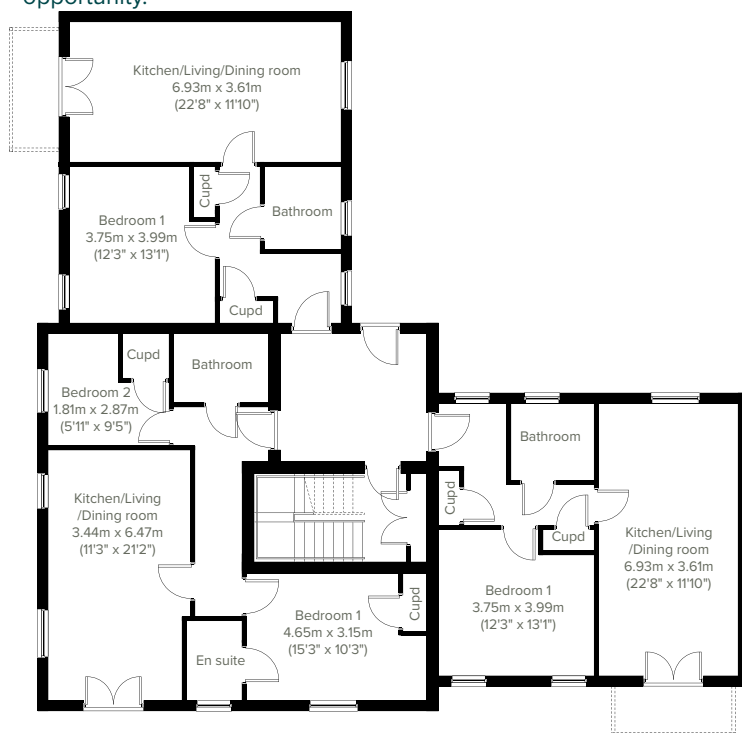 opportunity.
Kitchen/Living/Dining room
6.93m x 3.61m
(22'8" x 11'10")
Cupd
Bathroom
Bedroom 1
3.75m x 3.99m
(12'3" x 13'1")
Cupd
Cupd
Bathroom
Bedroom 2
1.81m x 2.87m
(5'11" x 9'5")
Bathroom
Cupd
Cupd
Kitchen/Living
/Dining room
3.44m x 6.47m
(11'3" x 21'2")
Kitchen/Living
/Dining room
6.93m x 3.61m
(22'8" x 11'10")
Bedroom 1
3.75m x 3.99m
(12'3" x 13'1")
Cupd
Bedroom 1
4.65m x 3.15m
(15'3" x 10'3")
En suite